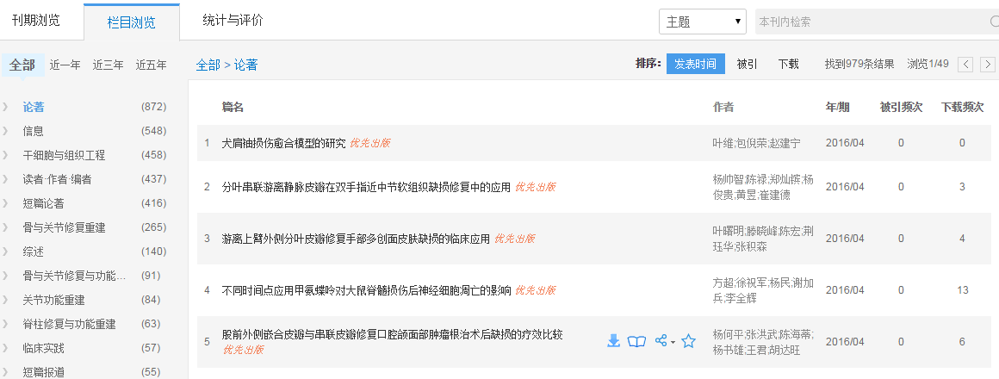 刊期浏览 栏目浏览 统计与评价 主题 本刊内检索
全部 近一年 近三年 近五年 全部 > 论著 排序: 发表时间 被引 下载 找到979条结果 浏览1/49
论著 (872)
信息 (548)
干细胞与组织工程 (458)
读者·作者·编者 (437)
短篇论著 (416)
骨与关节修复重建 (265)
综述 (140)
骨与关节修复与功能... (91)
关节功能重建 (84)
脊柱修复与功能重建 (63)
临床实践 (57)
短篇报道 (55)
篇名 作者 年/期 被引频次 下载频次
1 犬肩袖损伤愈合模型的研究 优先出版 叶维;包倪荣;赵建宁 2016/04 0 0
2 分叶串联游离静脉皮瓣在双手指近中节软组织缺损修复中的应用 优先出版 杨帅智;陈禄;郑灿镔;杨
俊贵;黄昱;崔建德 2016/04 0 3
3 游离上臂外侧分叶皮瓣修复手部多创面皮肤缺损的临床应用 优先出版 叶曙明;滕晓峰;陈宏;荆
珏华;张积森 2016/04 0 4
4 不同时间点应用甲氨蝶呤对大鼠脊髓损伤后神经细胞凋亡的影响 优先出版 方超;徐祝军;杨民;谢加
兵;李全辉 2016/04 0 13
5 股前外侧嵌合皮瓣与串联皮瓣修复口腔颌面部肿瘤根治术后缺损的疗效比较
优先出版 杨何平;张洪武;陈海蒂;
杨书雄;王君;胡达旺 2016/04 0 6